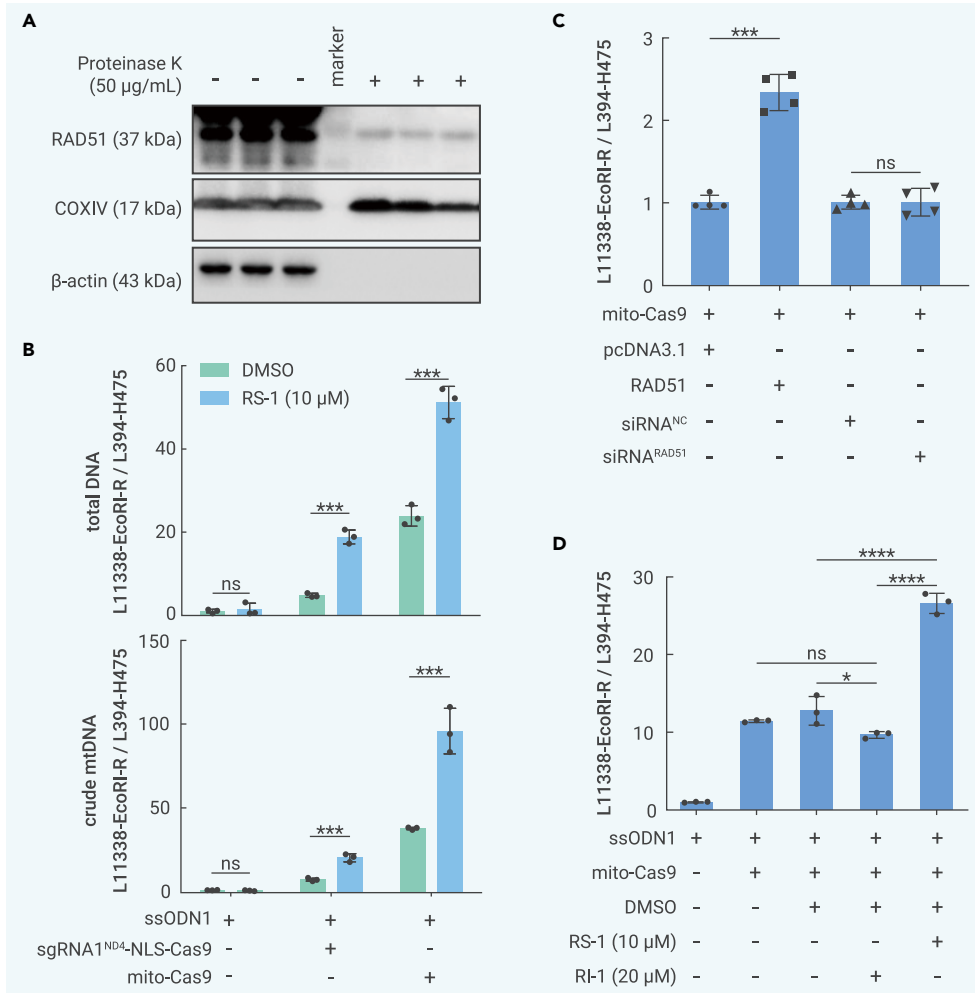 A
Proteinase K
(50 µg/mL)
- - - marker + + +
RAD51 (37 kDa)
COXIV (17 kDa)
β-actin (43 kDa)
B
total DNA
L11338-EcoRI-R / L394-H475
60
40
20
0
DMSO
RS-1 (10 µM)
ns
***
***
crude mtDNA
L11338-EcoRI-R / L394-H475
150
100
50
0
ns
***
***
ssODN1 + + +
sgRNA1ND4-NLS-Cas9 - + -
mito-Cas9 - - +
C
L11338-EcoRI-R / L394-H475
3
2
1
0
***
ns
mito-Cas9 + + + +
pcDNA3.1 + - - -
RAD51 - + - -
siRNANC - - + -
siRNARAD51 - - - +
D
L11338-EcoRI-R / L394-H475
30
20
10
0
****
****
ns
*
ssODN1 + + + + +
mito-Cas9 - + + + +
DMSO - - + + +
RS-1 (10 µM) - - - - +
RI-1 (20 µM) - - - + -